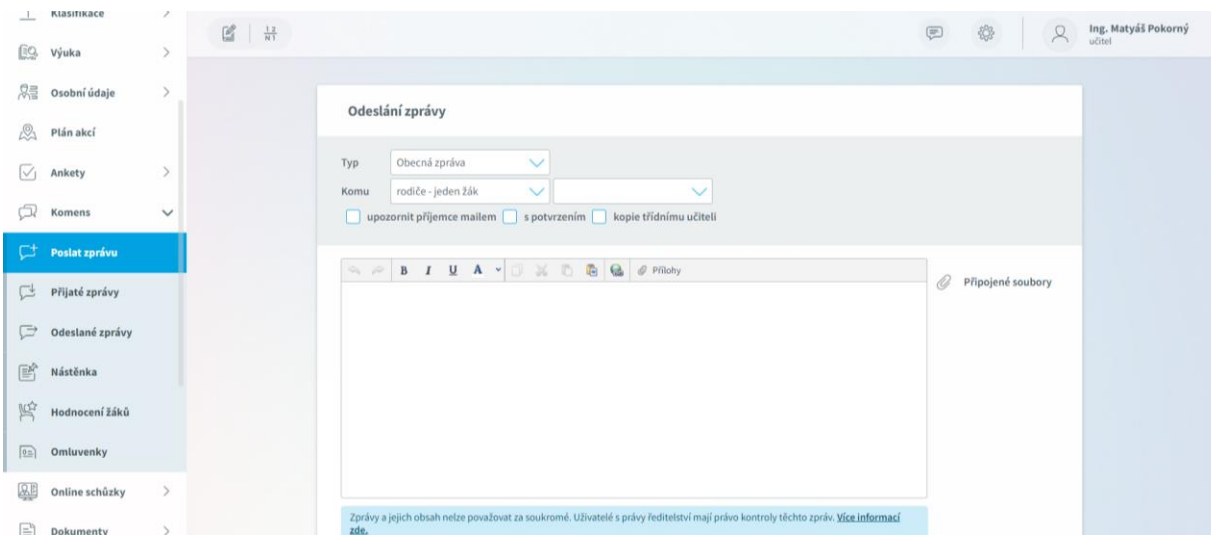 Klasifikace
Výuka
Osobní údaje
Plán akcí
Ankety
Komens
Poslat zprávu
Přijaté zprávy
Odeslané zprávy
Nástěnka
Hodnocení žáků
Omluvenky
Online schůzky
Dokumenty
1 2
N T
Ing. Matyáš Pokorný
učitel
Odeslání zprávy
Typ Obecná zpráva
Komu rodiče - jeden žák
upozornit příjemce mailem s potvrzením kopie třídnímu učiteli
B I U A Přílohy
Připojené soubory
Zprávy a jejich obsah nelze považovat za soukromé. Uživatelé s právy ředitelství mají právo kontroly těchto zpráv. Více informací
zde.